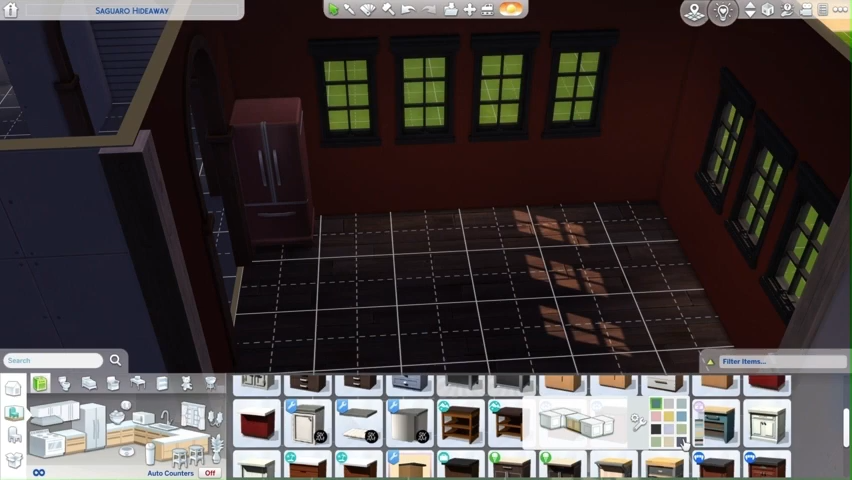 SAGUARO HIDEAWAY
Search
Filter Items...
Auto Counters Off